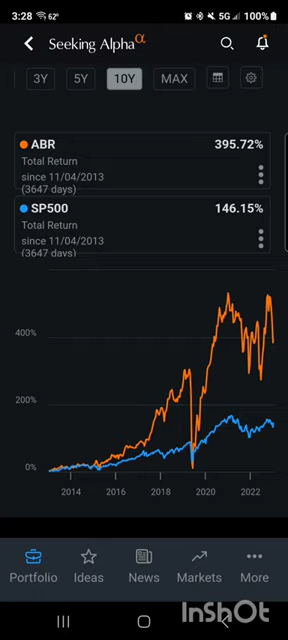 3:28 62° 5G 100%
Seeking Alpha α
3Y 5Y 10Y MAX
ABR 395.72%
Total Return
since 11/04/2013
(3647 days)
SP500 146.15%
Total Return
since 11/04/2013
(3647 days)
400%
200%
0%
2014 2016 2018 2020 2022
Portfolio Ideas News Markets More
InShOt